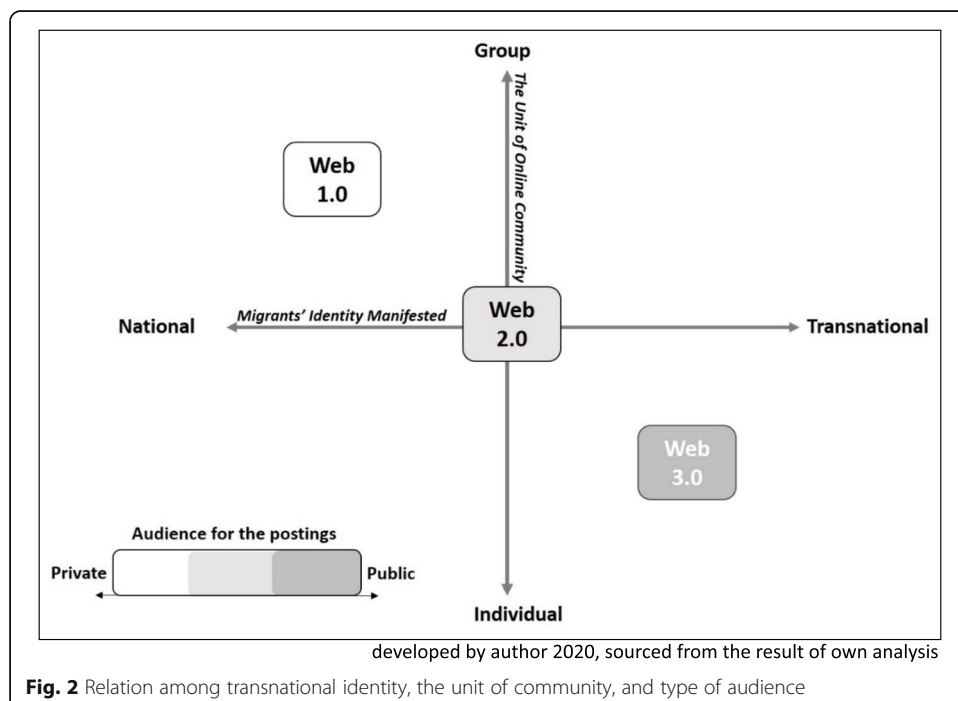 Group
The Unit of Online Community
Web
1.0
National
Migrants' Identity Manifested
Web
2.0
Transnational
Web
3.0
Audience for the postings
Private
Public
Individual
developed by author 2020, sourced from the result of own analysis
Fig. 2 Relation among transnational identity, the unit of community, and type of audience